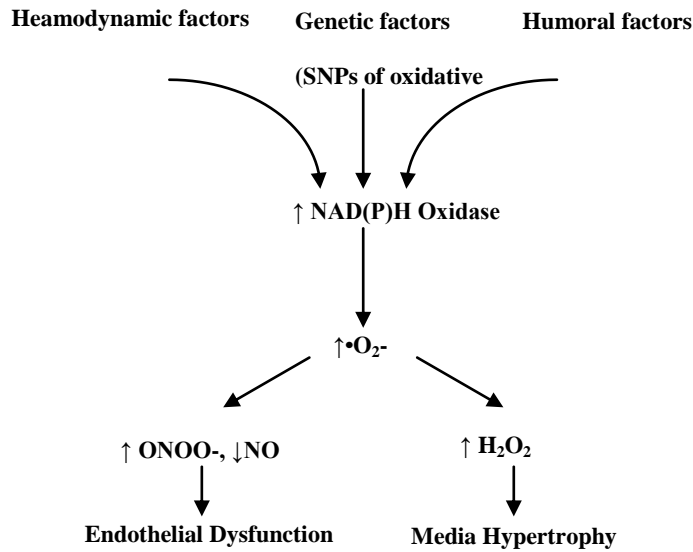 Heamodynamic factors
Genetic factors
Humoral factors
(SNPs of oxidative
↑ NAD(P)H Oxidase
↑•O₂-
↑ ONOO-, ↓NO
↑ H₂O₂
Endothelial Dysfunction
Media Hypertrophy